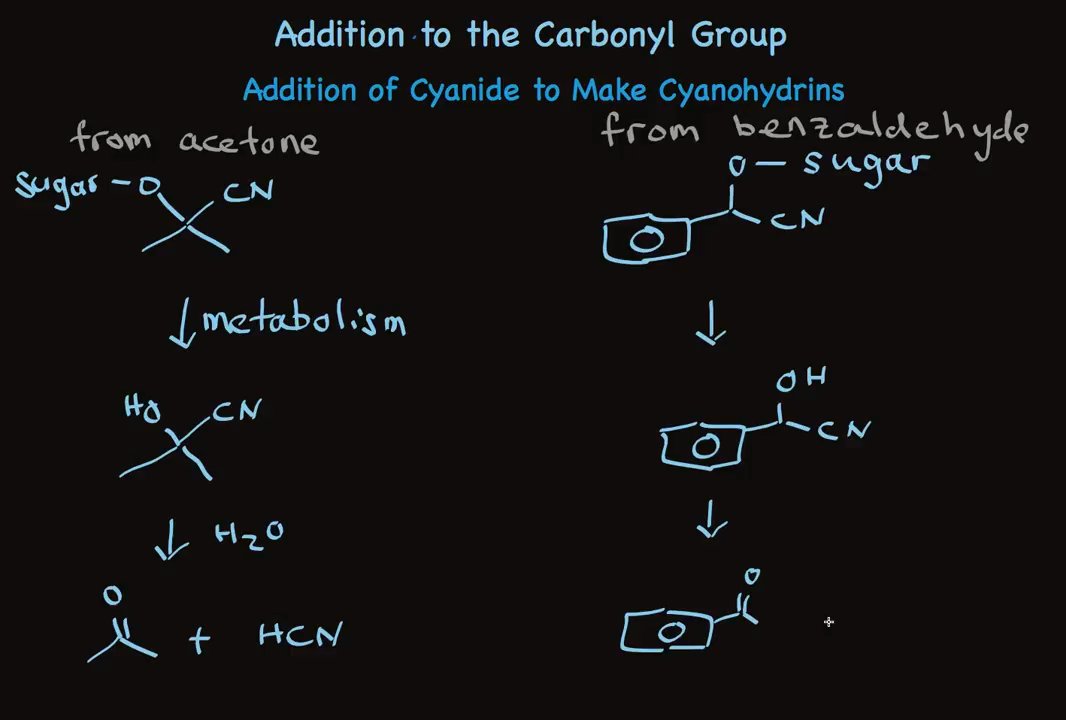 Addition to the Carbonyl Group
Addition of Cyanide to Make Cyanohydrins
from acetone
Sugar - O CN
↓ metabolism
HO CN
↓ H2O
O
+ HCN
from benzaldehyde
O - sugar
CN
OH
CN
O